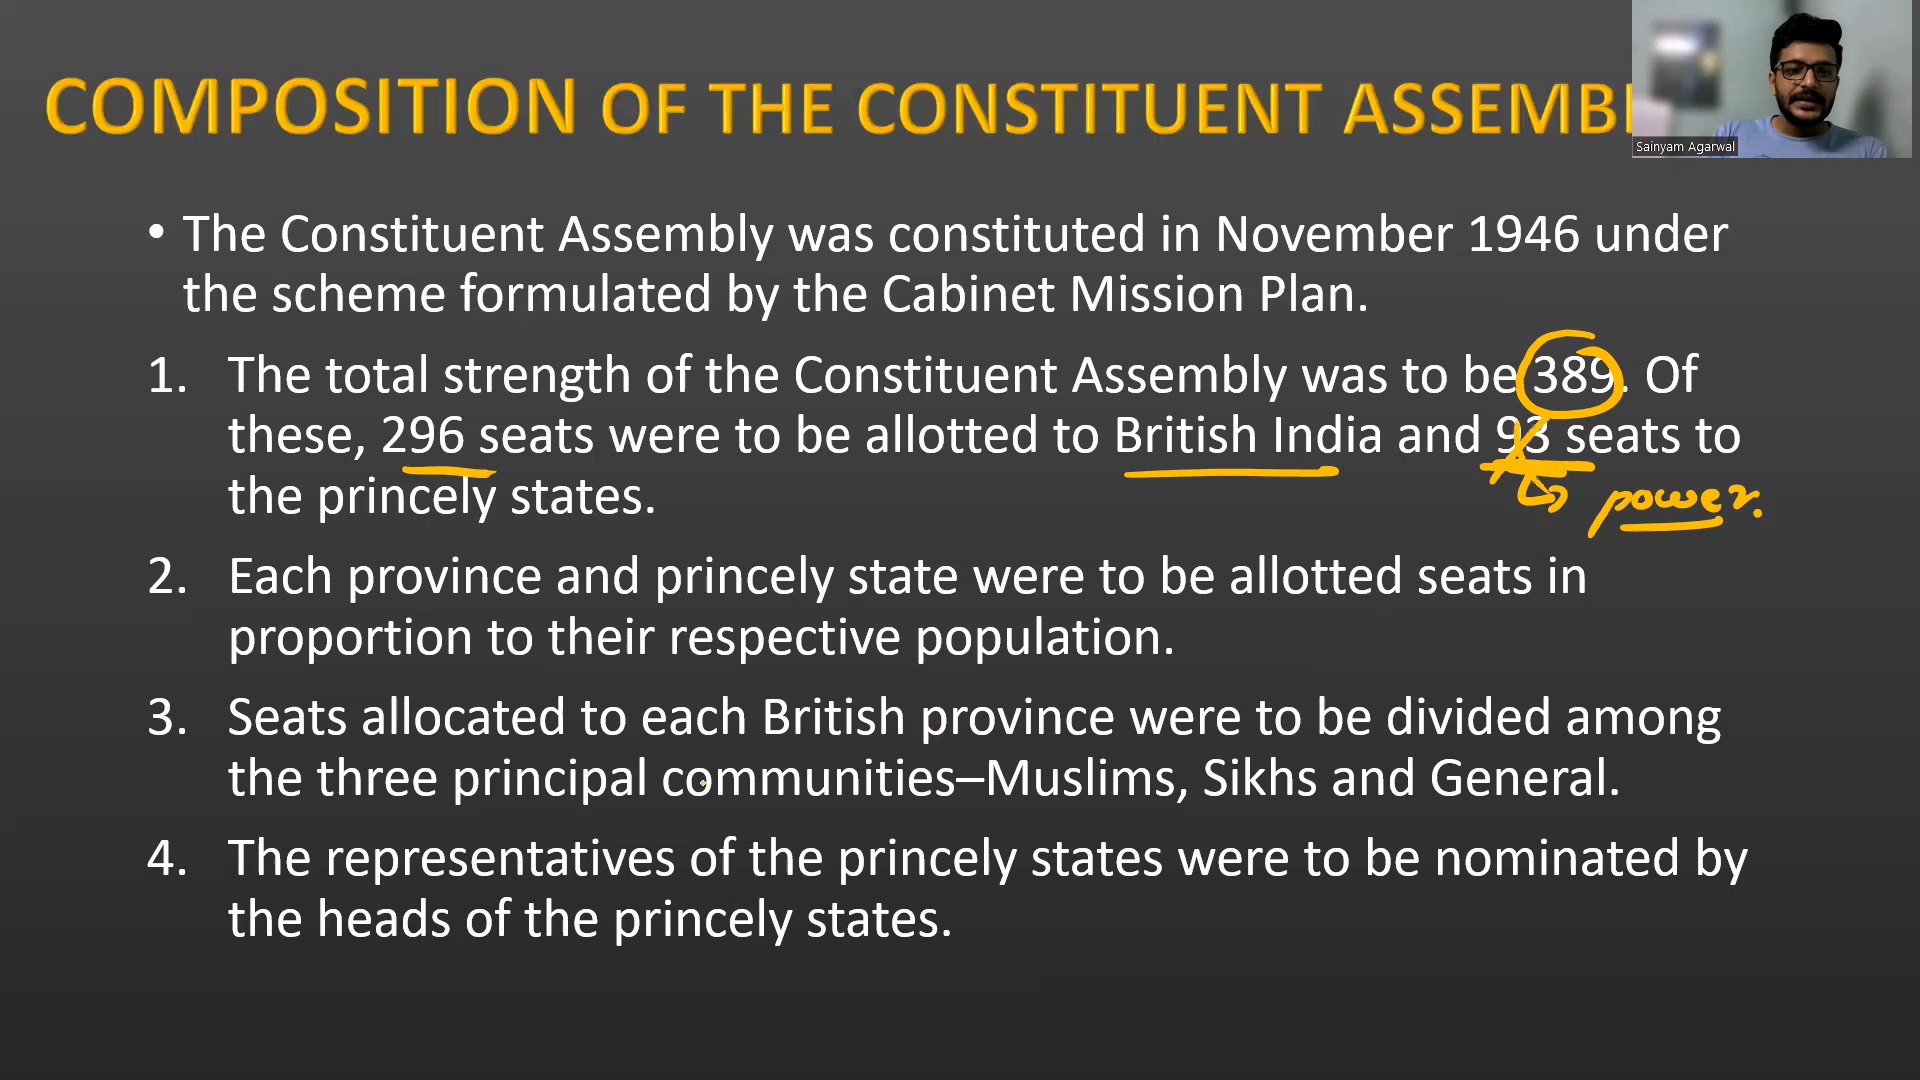 COMPOSITION OF THE CONSTITUENT ASSEMB
Sainyam Agarwal
• The Constituent Assembly was constituted in November 1946 under
the scheme formulated by the Cabinet Mission Plan.
1. The total strength of the Constituent Assembly was to be 389. Of
these, 296 seats were to be allotted to British India and 93 seats to
the princely states.
power.
2. Each province and princely state were to be allotted seats in
proportion to their respective population.
3. Seats allocated to each British province were to be divided among
the three principal communities–Muslims, Sikhs and General.
4. The representatives of the princely states were to be nominated by
the heads of the princely states.